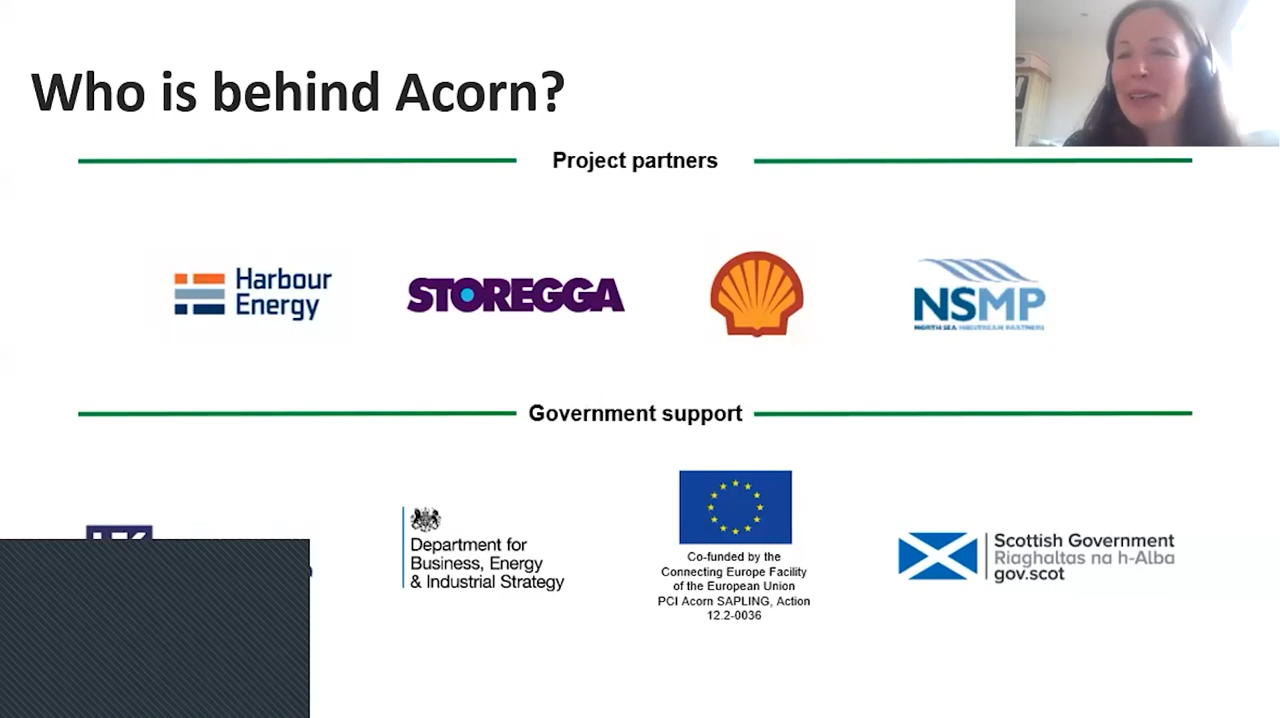 Who is behind Acorn?
Project partners
Harbour
Energy
STOREGGA
NSMP
NORTH SEA MIDSTREAM PARTNERS
Government support
Department for
Business, Energy
& Industrial Strategy
Co-funded by the
Connecting Europe Facility
of the European Union
PCI Acorn SAPLING, Action
12.2-0036
Scottish Government
Riaghaltas na h-Alba
gov.scot